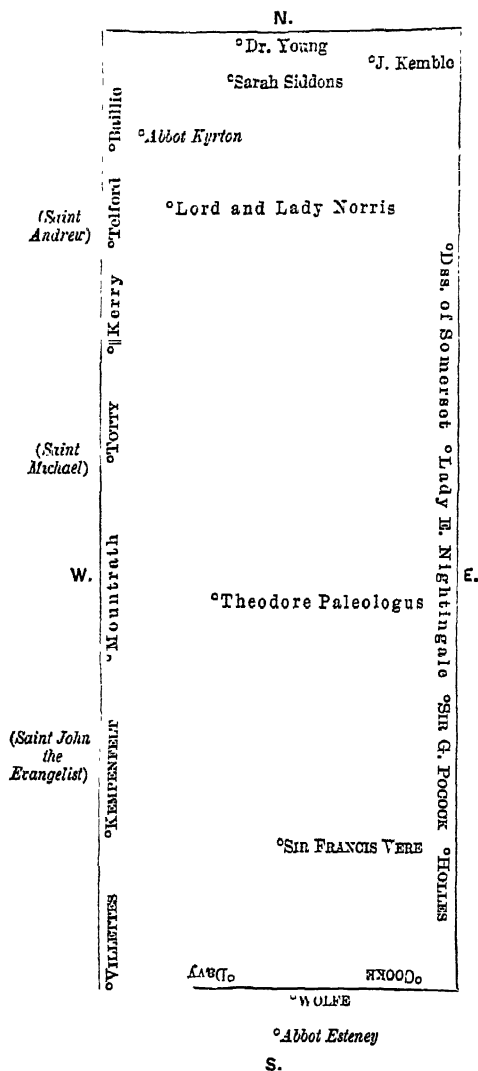 N.
°Dr. Young
°J. Kemble
°Sarah Siddons
°Baillie
°Abbot Kyrton
°Telford
(Saint
Andrew)
°Lord and Lady Norris
°Kerry
°Dss. of Somerset
°TOTTY
(Saint
Michael)
°Lady E. Nightingale
W.
E.
°Mountrath
°Theodore Paleologus
°SIR G. POCOCK
(Saint John
the
Evangelist)
°KEMPENFELT
°SIR FRANCIS VERE
°HOLLES
°VILLETTES
°DAVY
°COOKE
°WOLFE
°Abbot Esteney
S.